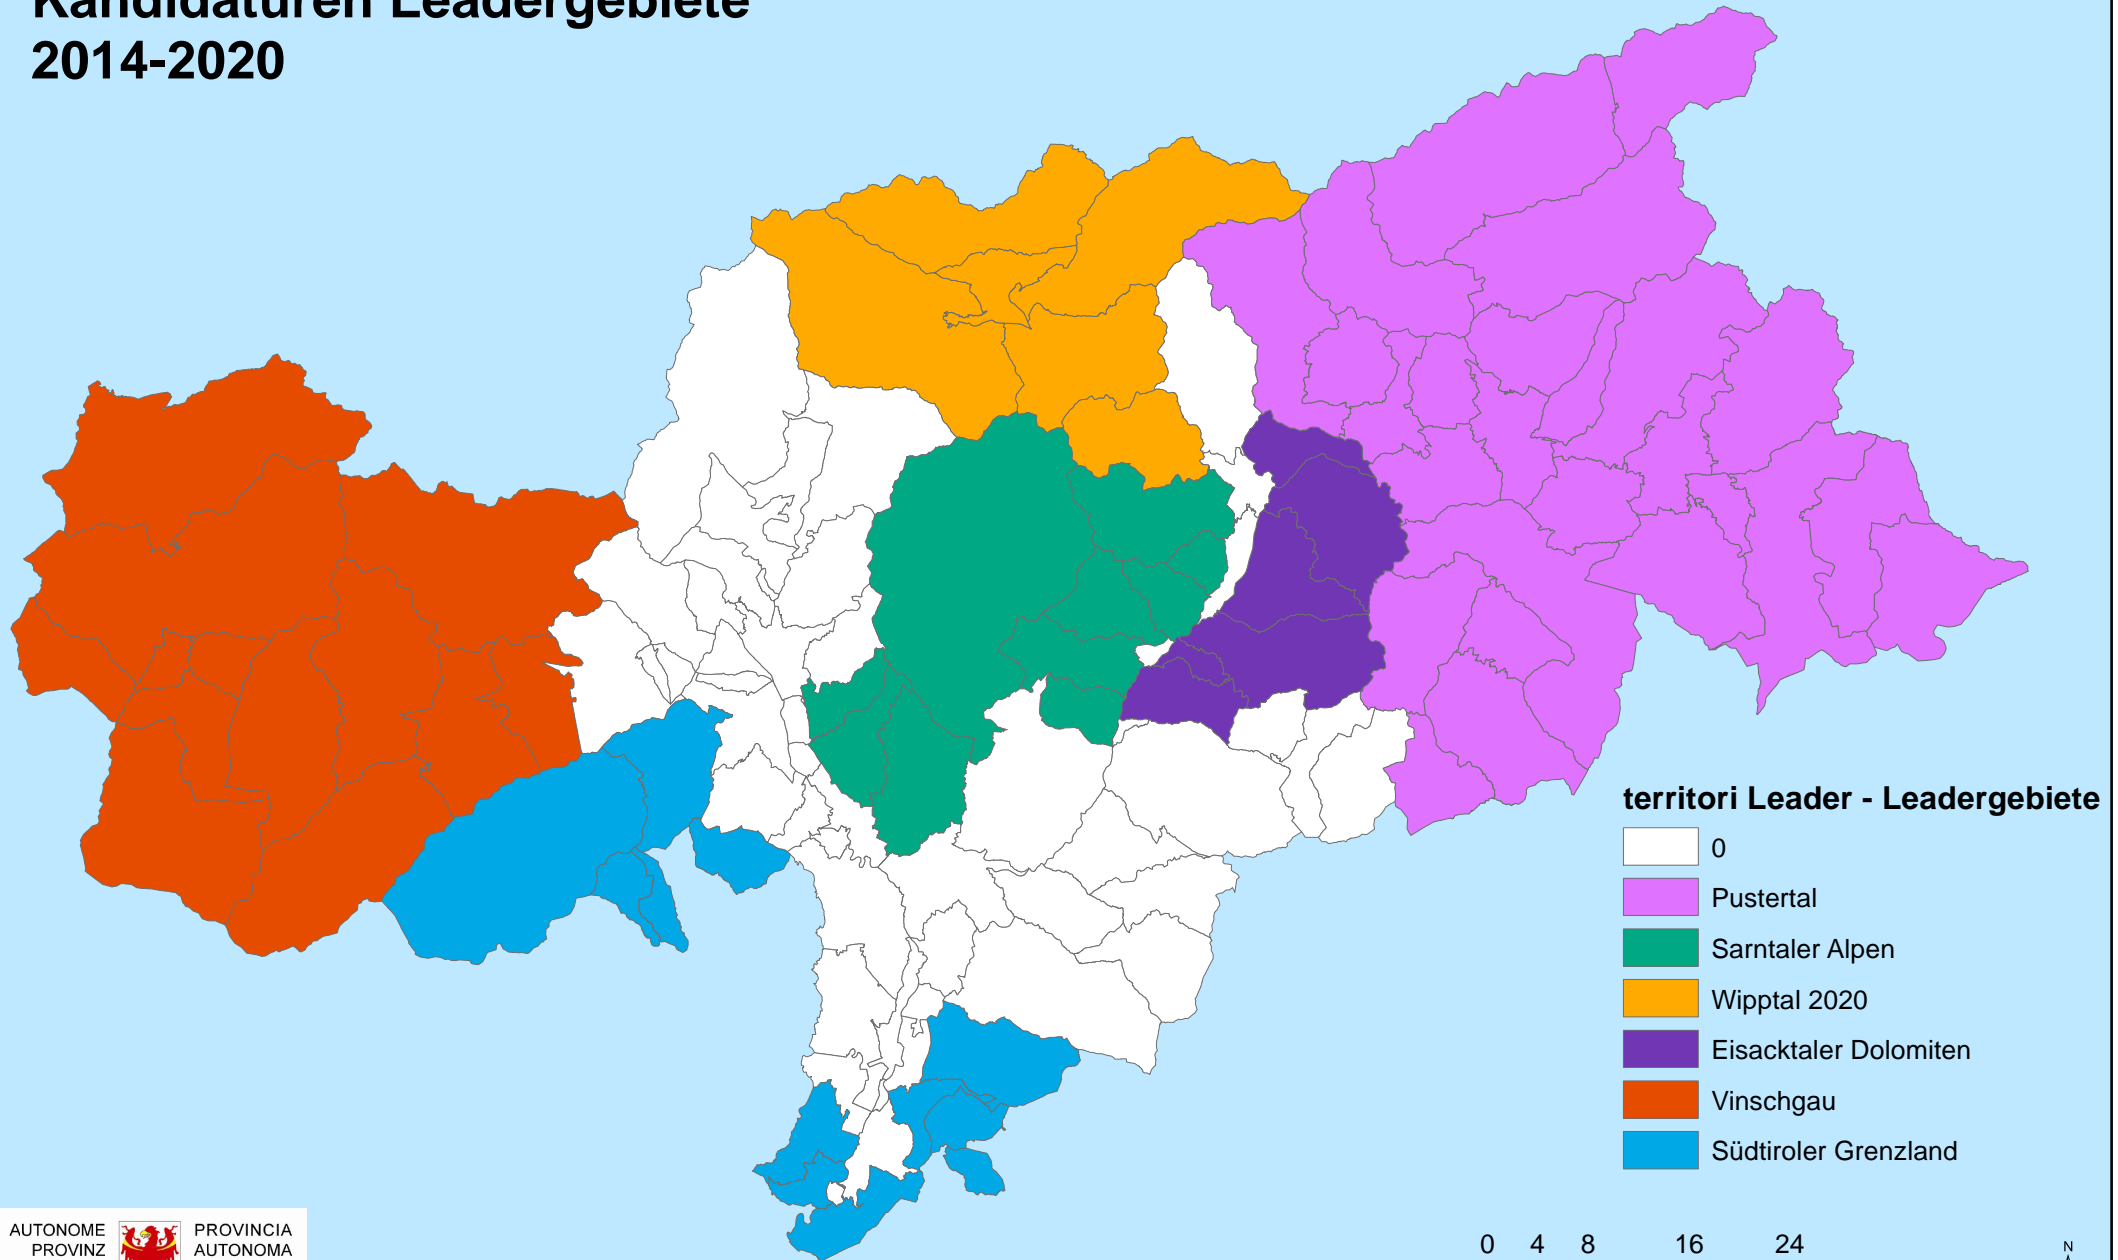 Kandidaturen Leadergebiete
2014-2020
territori Leader - Leadergebiete
0
Pustertal
Sarntaler Alpen
Wipptal 2020
Eisacktaler Dolomiten
Vinschgau
Südtiroler Grenzland
AUTONOME
PROVINZ
PROVINCIA
AUTONOMA
0 4 8 16 24
N